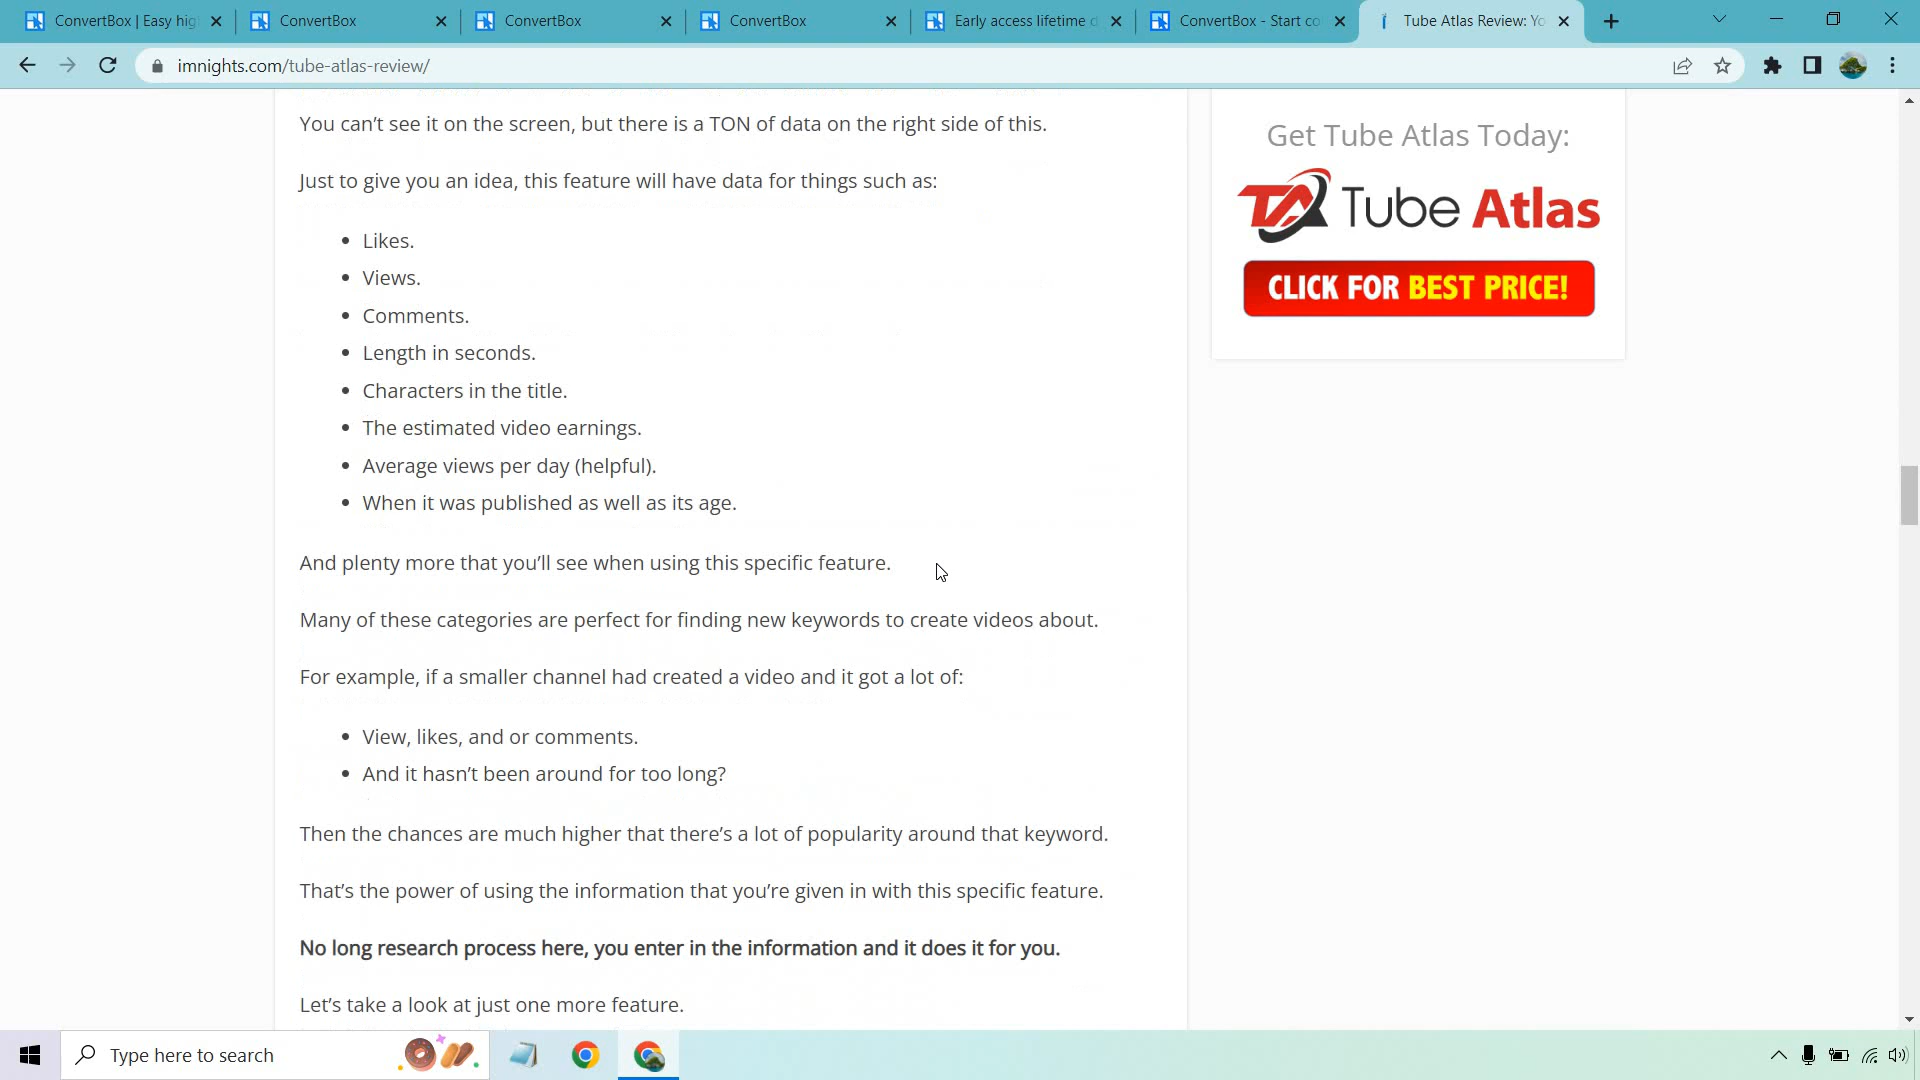 ConvertBox | Easy hig
ConvertBox
ConvertBox
ConvertBox
Early access lifetime d
ConvertBox - Start co
Tube Atlas Review: Yo
imnights.com/tube-atlas-review/
You can't see it on the screen, but there is a TON of data on the right side of this.
Just to give you an idea, this feature will have data for things such as:
• Likes.
• Views.
• Comments.
• Length in seconds.
• Characters in the title.
• The estimated video earnings.
• Average views per day (helpful).
• When it was published as well as its age.
And plenty more that you'll see when using this specific feature.
Many of these categories are perfect for finding new keywords to create videos about.
For example, if a smaller channel had created a video and it got a lot of:
• View, likes, and or comments.
• And it hasn't been around for too long?
Then the chances are much higher that there's a lot of popularity around that keyword.
That's the power of using the information that you're given in with this specific feature.
No long research process here, you enter in the information and it does it for you.
Let's take a look at just one more feature.
Get Tube Atlas Today:
TA Tube Atlas
CLICK FOR BEST PRICE!
Type here to search